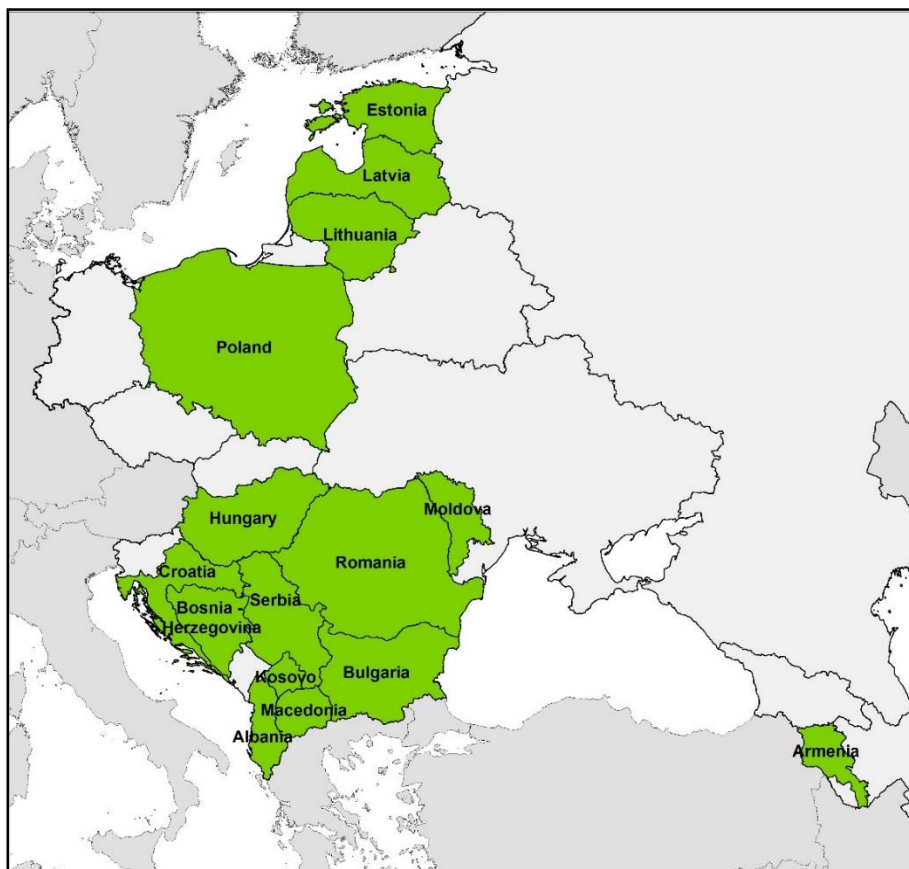 Estonia
Latvia
Lithuania
Poland
Hungary
Moldova
Romania
Croatia
Serbia
Bosnia
Herzegovina
Kosovo
Bulgaria
Macedonia
Albania
Armenia